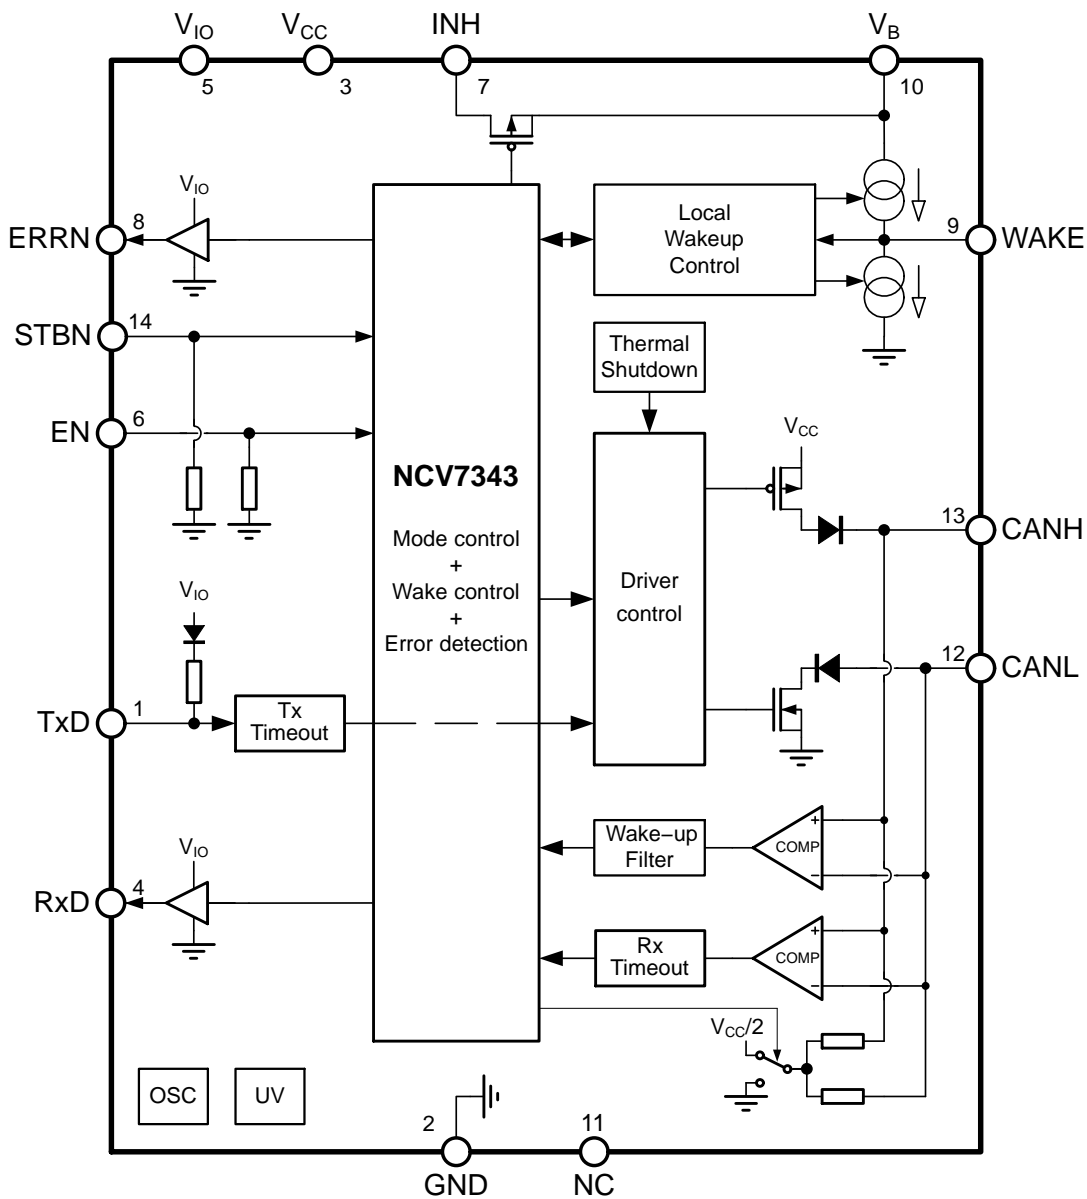 VIO VCC INH VB
5 3 7 10
VIO
8
ERRN
Local
Wakeup
Control
9
WAKE
14
STBN
Thermal
Shutdown
6
EN
VCC
NCV7343
Mode control
+
Wake control
+
Error detection
Driver
control
13
CANH
VIO
12
CANL
1
TxD
Tx
Timeout
Wake−up
Filter
COMP
+
−
VIO
4
RxD
Rx
Timeout
COMP
+
−
VCC/2
OSC
UV
2
GND
11
NC